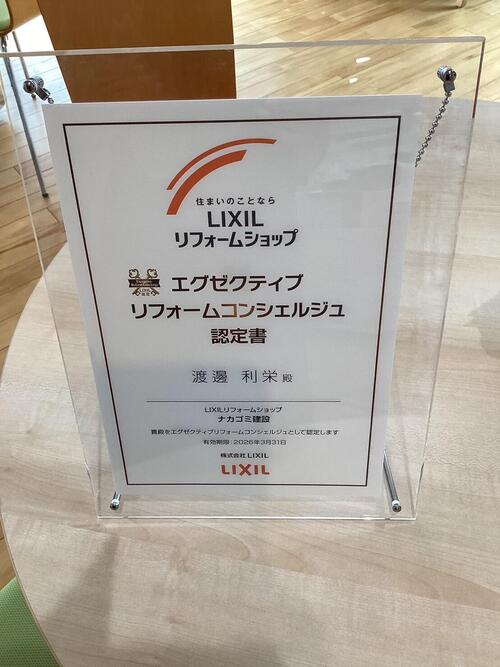 住まいのことなら
LIXIL
リフォームショップ
エグゼクティブ
リフォームコンシェルジュ
認定書
渡邊 利栄 殿
LIXILリフォームショップ
ナカゴミ建設
貴殿をエグゼクティブリフォームコンシェルジュとして認定します
有効期限:2026年3月31日
株式会社 LIXIL
LIXIL